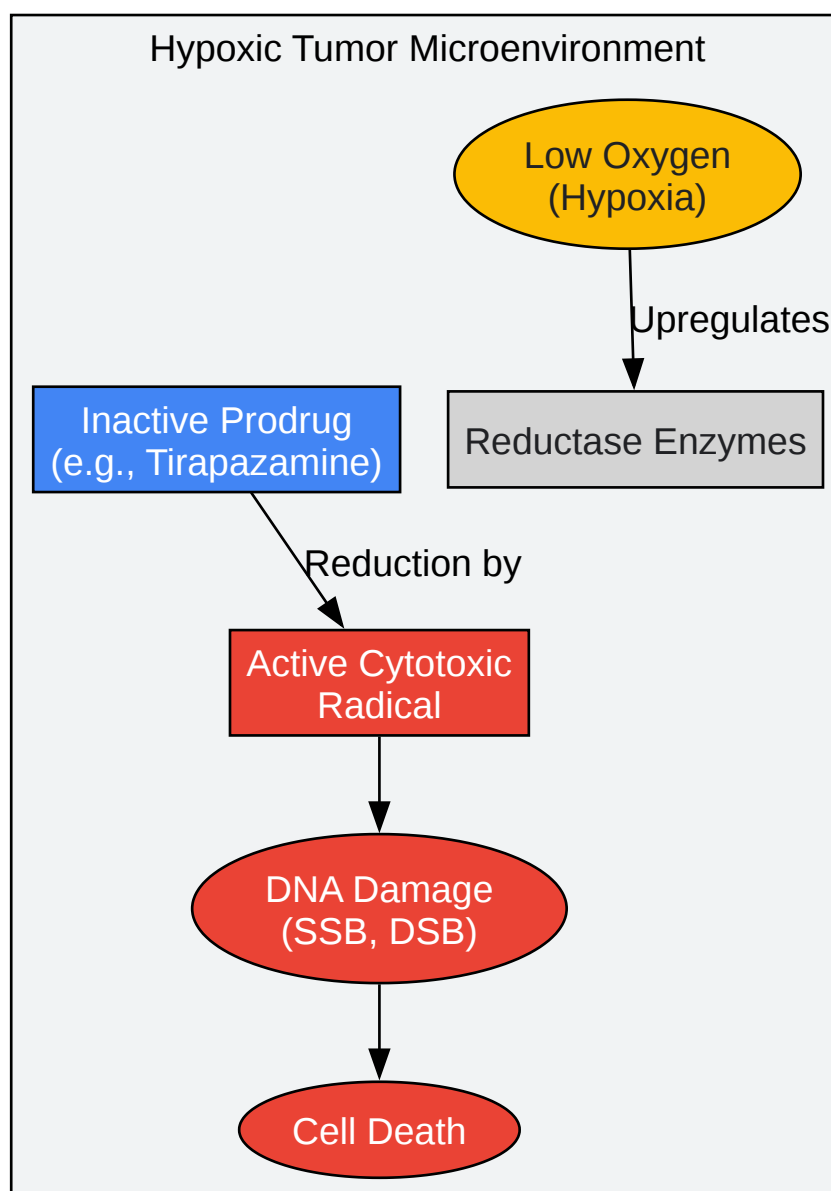 Hypoxic Tumor Microenvironment
Low Oxygen
(Hypoxia)
Upregulates
Inactive Prodrug
(e.g., Tirapazamine)
Reductase Enzymes
Reduction by
Active Cytotoxic
Radical
DNA Damage
(SSB, DSB)
Cell Death